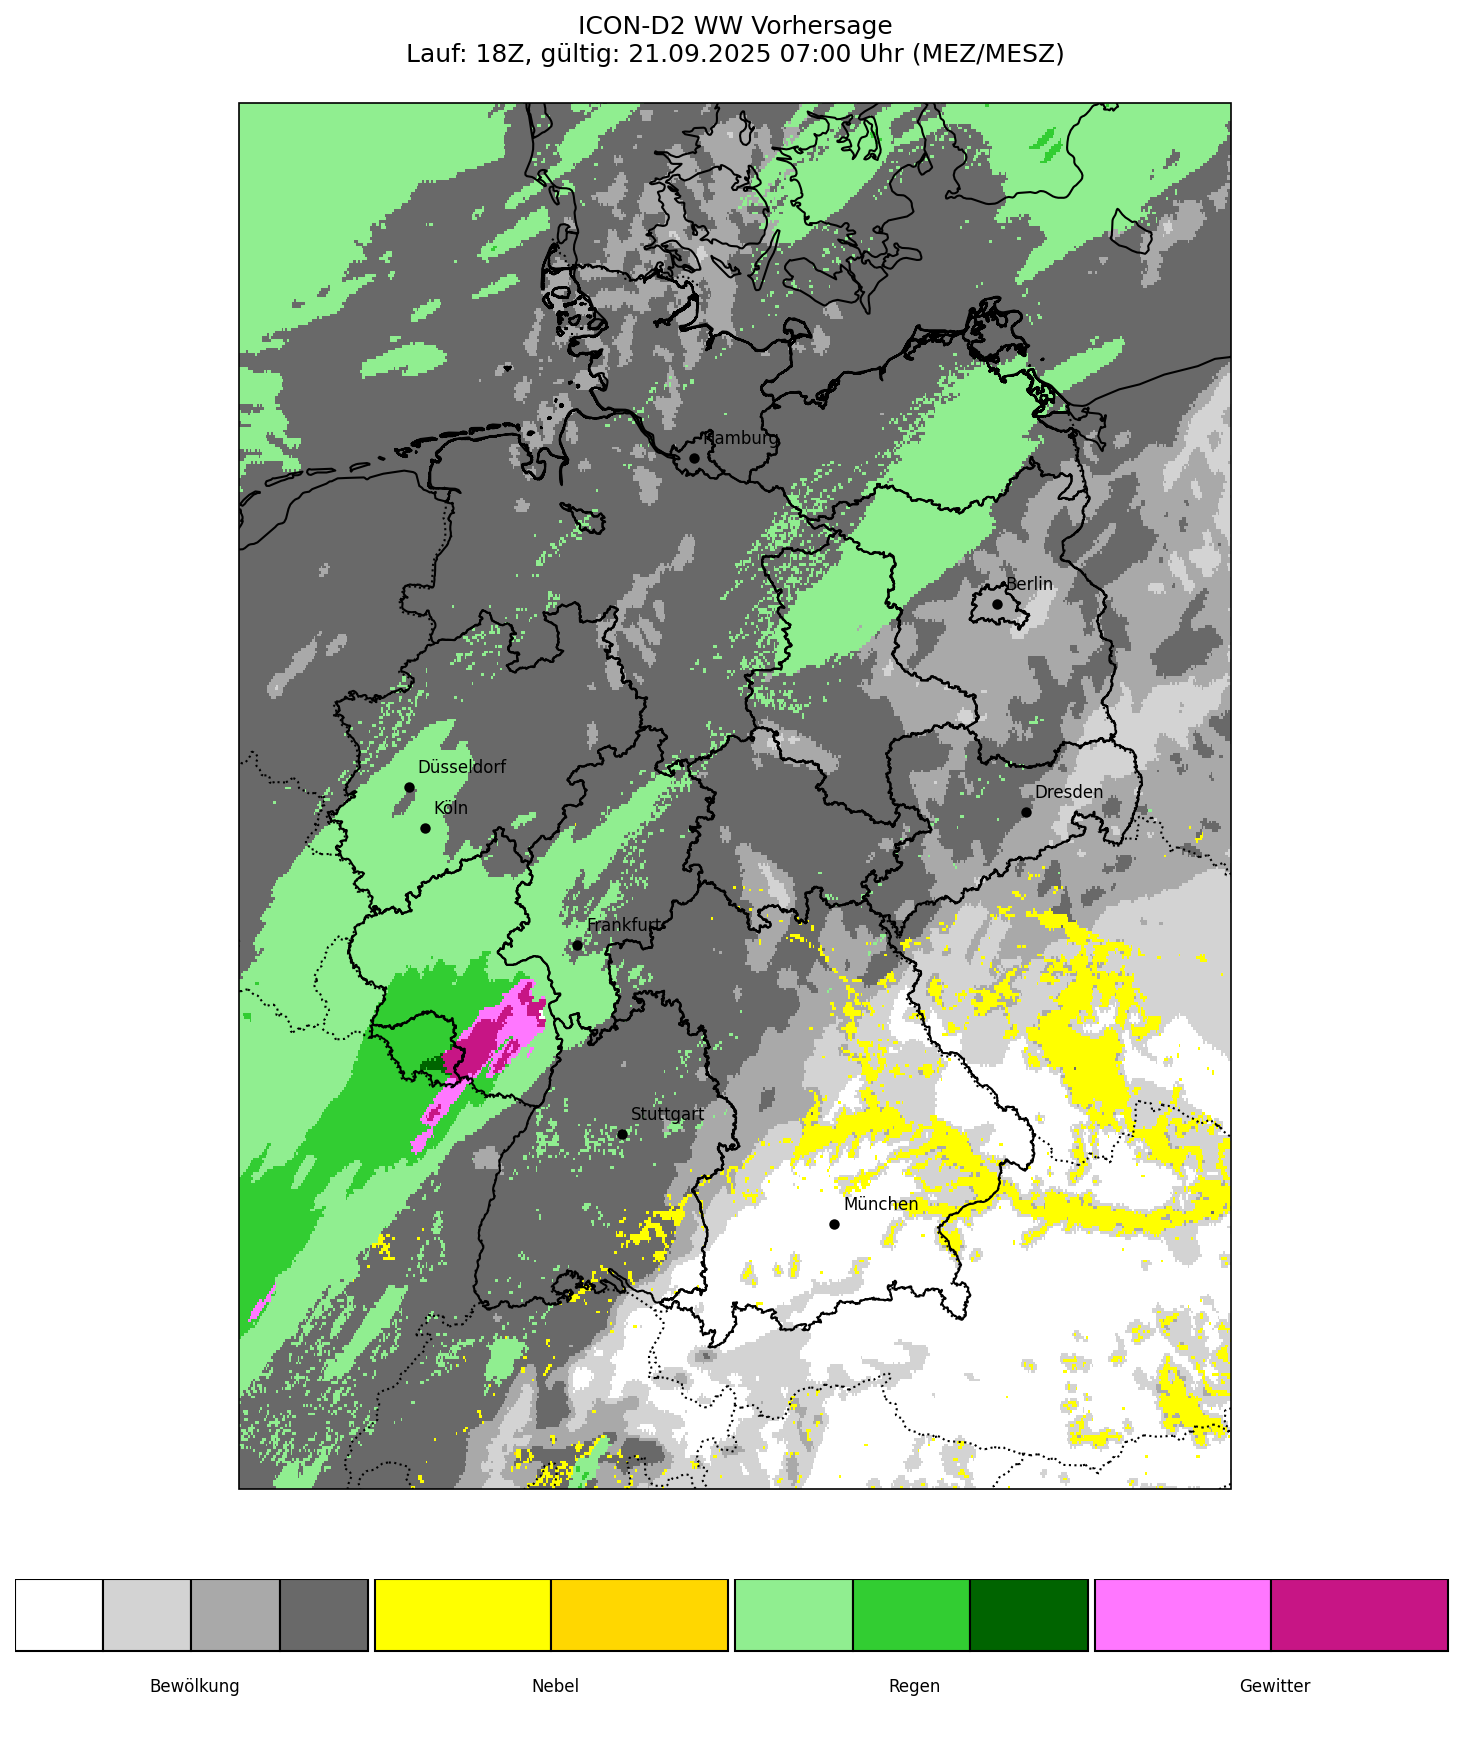 ICON-D2 WW Vorhersage
Lauf: 18Z, gültig: 21.09.2025 07:00 Uhr (MEZ/MESZ)
Hamburg
Berlin
Düsseldorf
Dresden
Köln
Frankfurt
Stuttgart
München
Bewölkung
Nebel
Regen
Gewitter